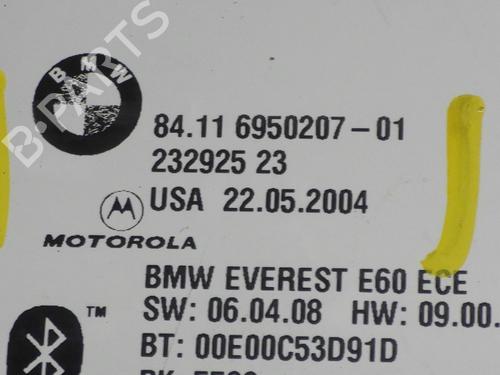 BMW
84.11 6950207-01
232925 23
USA 22.05.2004
MOTOROLA
BMW EVEREST E60 ECE
TM
SW: 06.04.08 HW: 09.00.
BT: 00E00C53D91D
B-PARTS